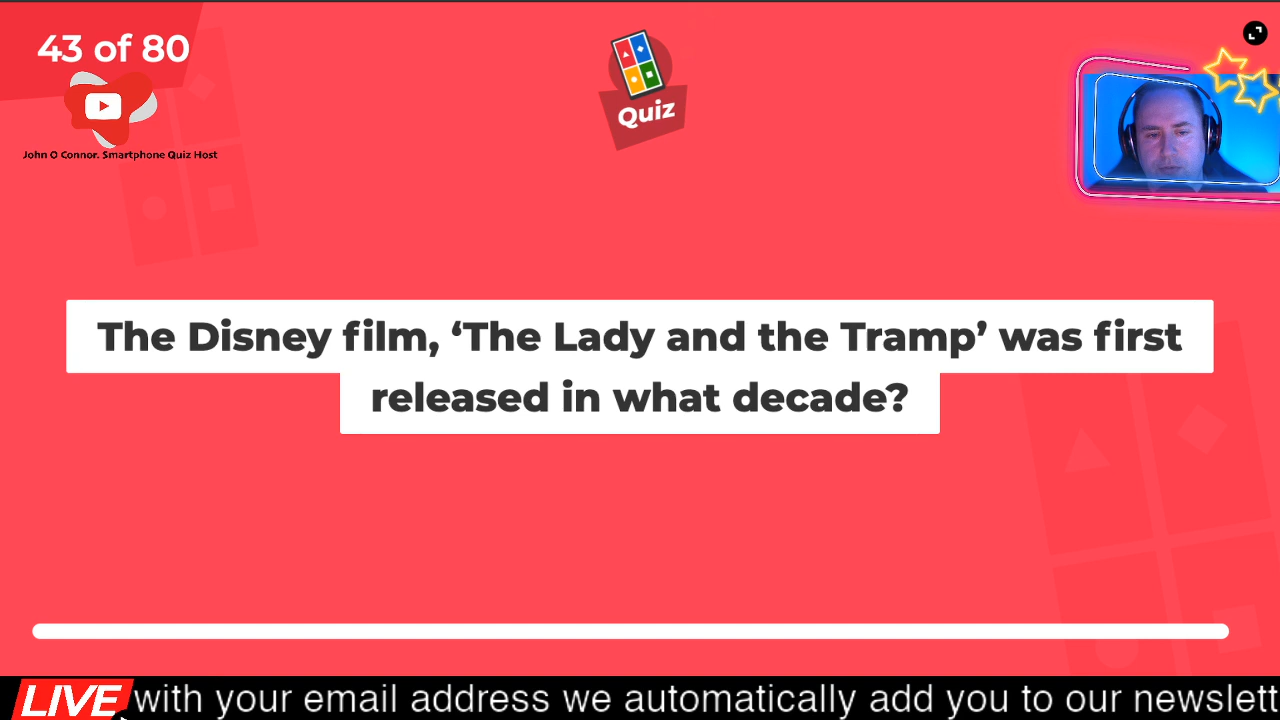 43 of 80
Quiz
John O Connor. Smartphone Quiz Host
The Disney film, ‘The Lady and the Tramp’ was first
released in what decade?
LIVE
with your email address we automatically add you to our newslett